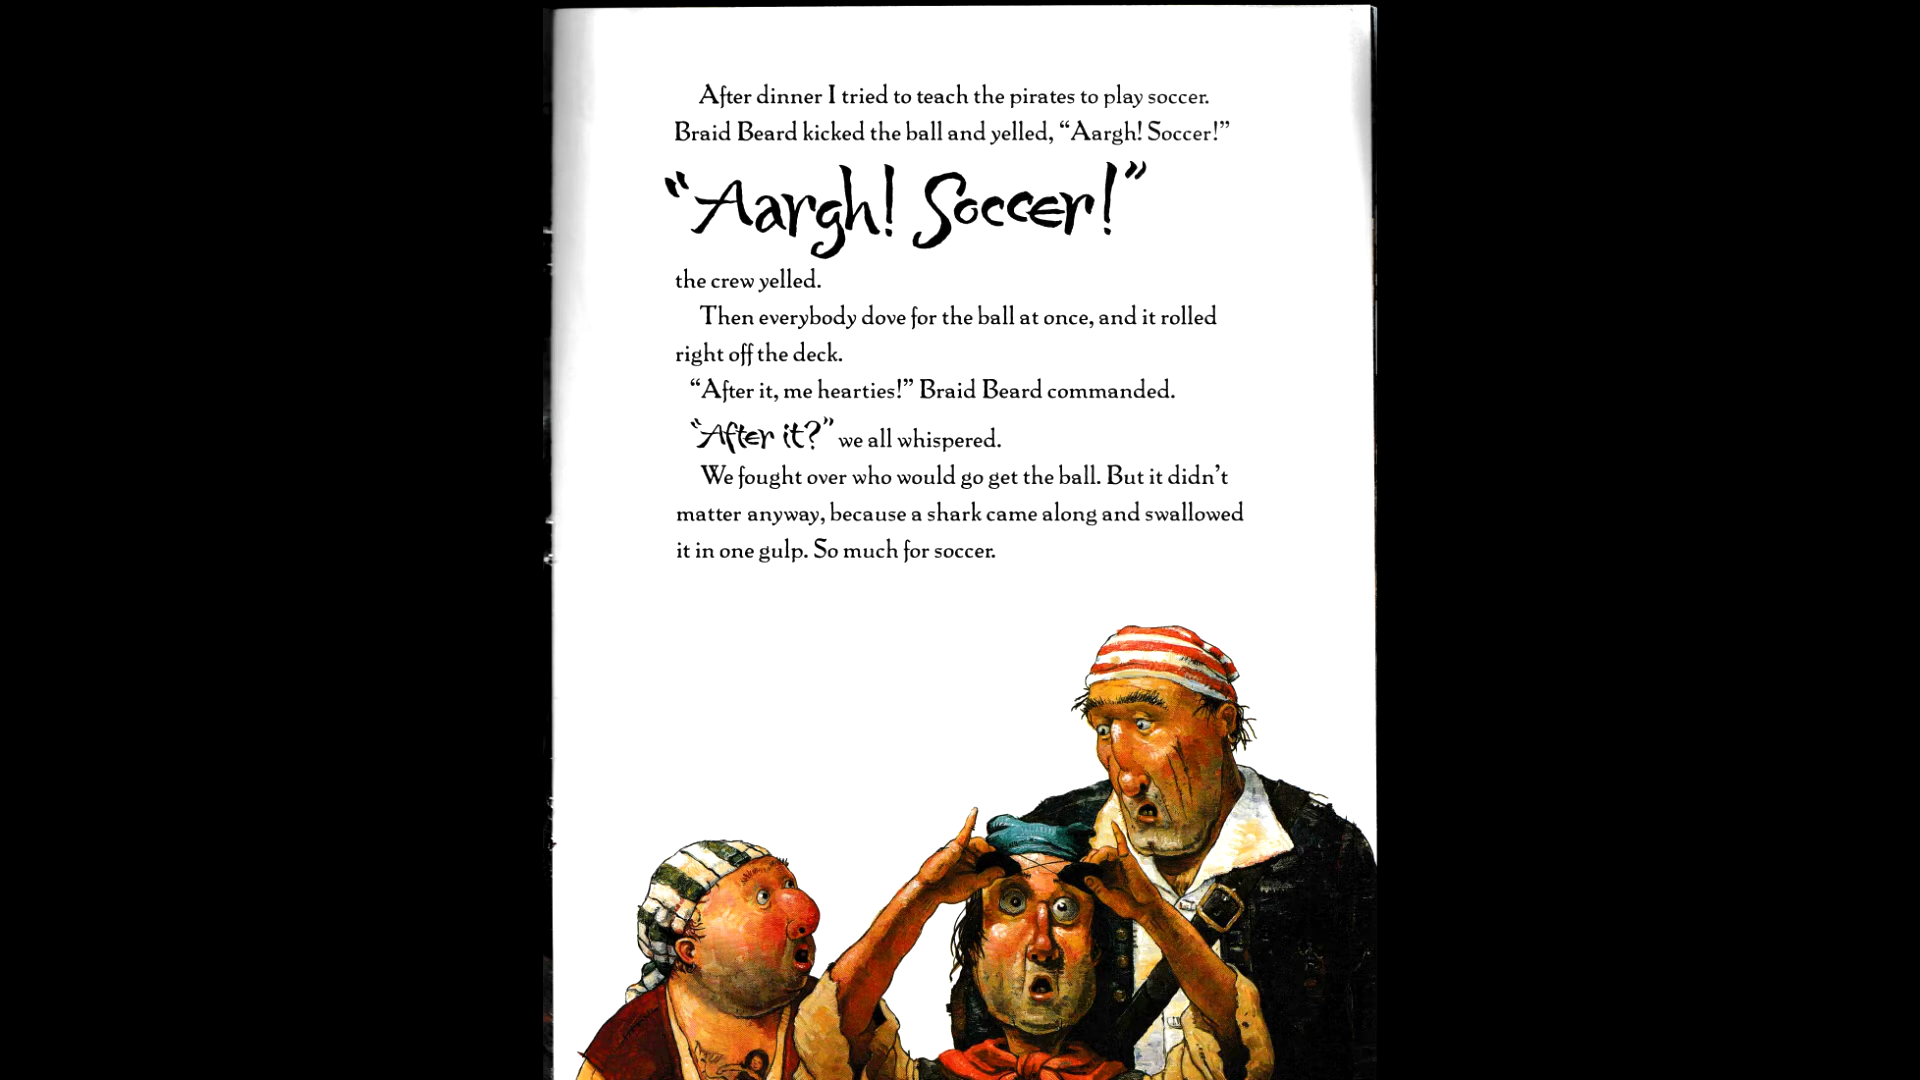 After dinner I tried to teach the pirates to play soccer.
Braid Beard kicked the ball and yelled, “Aargh! Soccer!”
“Aargh! Soccer!”
the crew yelled.
Then everybody dove for the ball at once, and it rolled
right off the deck.
“After it, me hearties!” Braid Beard commanded.
“After it?” we all whispered.
We fought over who would go get the ball. But it didn’t
matter anyway, because a shark came along and swallowed
it in one gulp. So much for soccer.